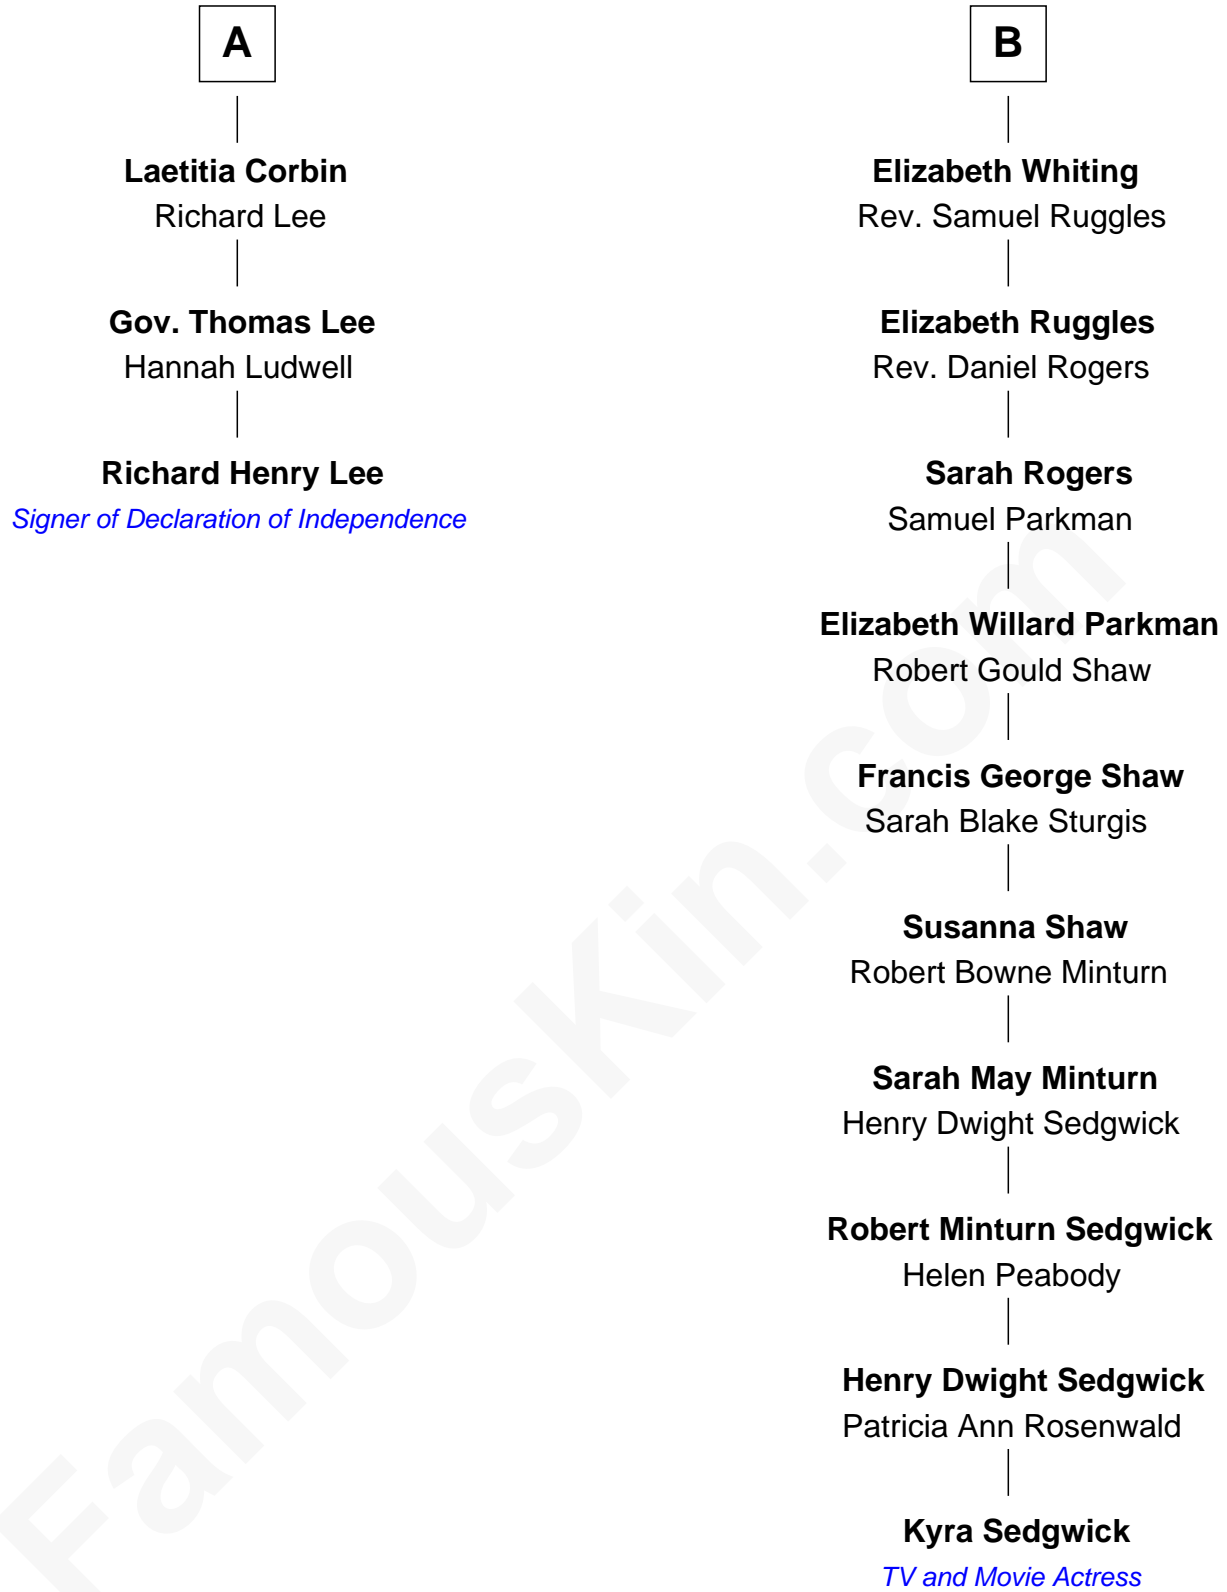 A
Laetitia Corbin
Richard Lee
Gov. Thomas Lee
Hannah Ludwell
Richard Henry Lee
Signer of Declaration of Independence
B
Elizabeth Whiting
Rev. Samuel Ruggles
Elizabeth Ruggles
Rev. Daniel Rogers
Sarah Rogers
Samuel Parkman
Elizabeth Willard Parkman
Robert Gould Shaw
Francis George Shaw
Sarah Blake Sturgis
Susanna Shaw
Robert Bowne Minturn
Sarah May Minturn
Henry Dwight Sedgwick
Robert Minturn Sedgwick
Helen Peabody
Henry Dwight Sedgwick
Patricia Ann Rosenwald
Kyra Sedgwick
TV and Movie Actress
FamousKin.com